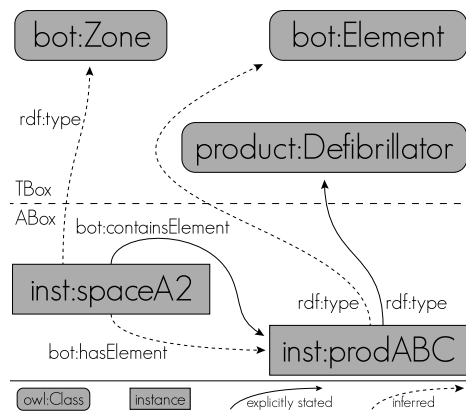 bot:Zone
bot:Element
rdf:type
product:Defibrillator
TBox
ABox
bot:containsElement
inst:spaceA2
rdf:type
rdf:type
bot:hasElement
inst:prodABC
owl:Class
instance
explicitly stated
inferred